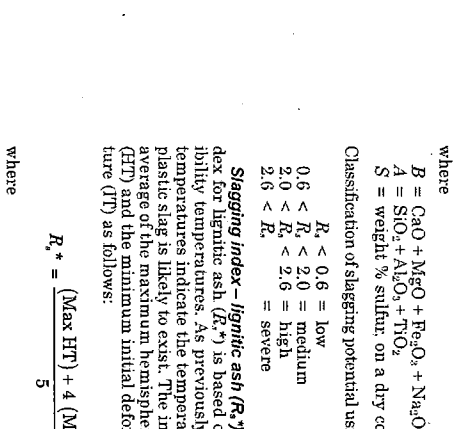 where
B = CaO + MgO + Fe₂O₃ + Na₂O
A = SiO₂ + Al₂O₃ + TiO₂
S = weight % sulfur, on a dry co
Classification of slagging potential us
Rₛ < 0.6 = low
0.6 < Rₛ < 2.0 = medium
2.0 < Rₛ < 2.6 = high
2.6 < Rₛ = severe
Slagging index – lignitic ash (Rₛ*)
dex for lignitic ash (Rₛ*) is based o
ibility temperatures. As previously
temperatures indicate the tempera
plastic slag is likely to exist. The in
average of the maximum hemisphe
(HT) and the minimum initial defor
ture (IT) as follows:
Rₛ* = (Max HT) + 4 (M
5
where